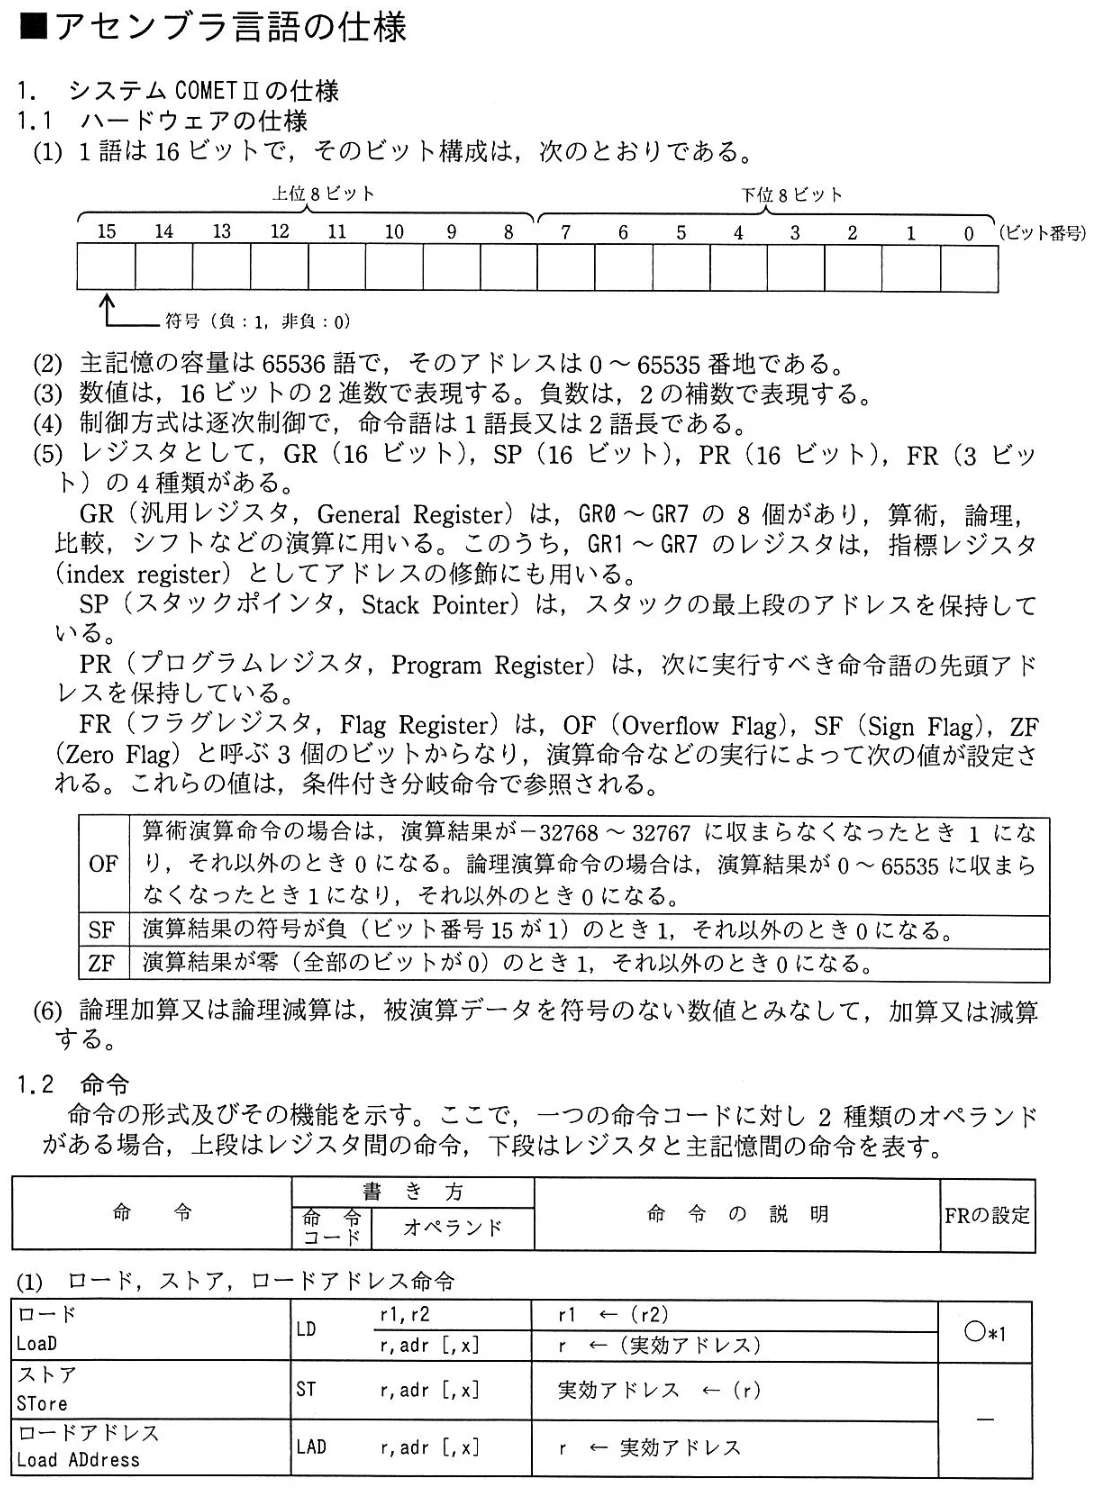 ■アセンブラ言語の仕様
1. システム COMETⅡの仕様
1.1 ハードウェアの仕様
(1) 1語は16ビットで，そのビット構成は，次のとおりである。
上位8ビット 下位8ビット
15 14 13 12 11 10 9 8 7 6 5 4 3 2 1 0 (ビット番号)
符号（負：1，非負：0）
(2) 主記憶の容量は65536語で，そのアドレスは0～65535番地である。
(3) 数値は，16ビットの2進数で表現する。負数は，2の補数で表現する。
(4) 制御方式は逐次制御で，命令語は1語長又は2語長である。
(5) レジスタとして，GR（16ビット），SP（16ビット），PR（16ビット），FR（3ビッ
ト）の4種類がある。
GR（汎用レジスタ，General Register）は，GR0～GR7の8個があり，算術，論理，
比較，シフトなどの演算に用いる。このうち，GR1～GR7のレジスタは，指標レジスタ
（index register）としてアドレスの修飾にも用いる。
SP（スタックポインタ，Stack Pointer）は，スタックの最上段のアドレスを保持して
いる。
PR（プログラムレジスタ，Program Register）は，次に実行すべき命令語の先頭アド
レスを保持している。
FR（フラグレジスタ，Flag Register）は，OF（Overflow Flag），SF（Sign Flag），ZF
（Zero Flag）と呼ぶ3個のビットからなり，演算命令などの実行によって次の値が設定さ
れる。これらの値は，条件付き分岐命令で参照される。
OF 算術演算命令の場合は，演算結果が－32768～32767に収まらなくなったとき1にな
り，それ以外のとき0になる。論理演算命令の場合は，演算結果が0～65535に収まら
なくなったとき1になり，それ以外のとき0になる。
SF 演算結果の符号が負（ビット番号15が1）のとき1，それ以外のとき0になる。
ZF 演算結果が零（全部のビットが0）のとき1，それ以外のとき0になる。
(6) 論理加算又は論理減算は，被演算データを符号のない数値とみなして，加算又は減算
する。
1.2 命令
命令の形式及びその機能を示す。ここで，一つの命令コードに対し2種類のオペランド
がある場合，上段はレジスタ間の命令，下段はレジスタと主記憶間の命令を表す。
命令 書き方 命令の説明 FRの設定
命令コード オペランド
(1) ロード，ストア，ロードアドレス命令
ロード LD r1,r2 r1 ← (r2) ○*1
LoaD r,adr [,x] r ←（実効アドレス）
ストア ST r,adr [,x] 実効アドレス ← (r) －
STore
ロードアドレス LAD r,adr [,x] r ← 実効アドレス
Load ADdress